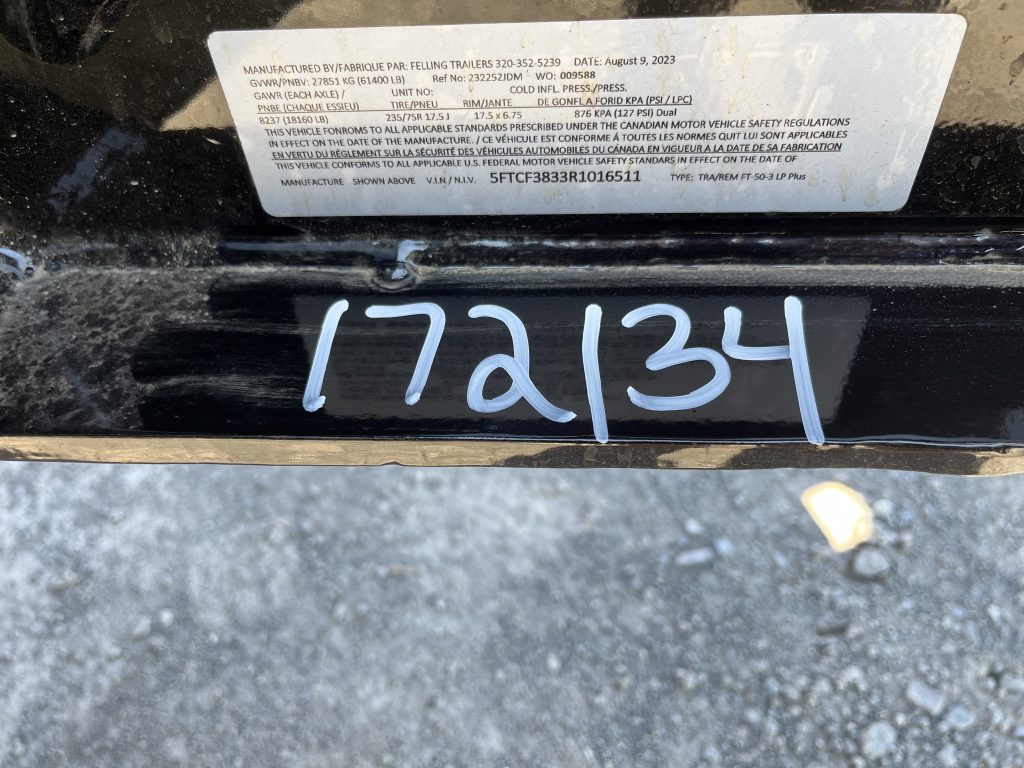 MANUFACTURED BY/FABRIQUE PAR: FELLING TRAILERS 320-352-5239 DATE: August 9, 2023
GVWR/PNBV: 27851 KG (61400 LB) Ref No: 232252JDM WO: 009588
GAWR (EACH AXLE) / UNIT NO: COLD INFL. PRESS./PRESS.
PNBE (CHAQUE ESSIEU) TIRE/PNEU RIM/JANTE DE GONFL A FORID KPA (PSI / LPC)
8237 (18160 LB) 235/75R 17.5 J 17.5 x 6.75 876 KPA (127 PSI) Dual
THIS VEHICLE FONROMS TO ALL APPLICABLE STANDARDS PRESCRIBED UNDER THE CANADIAN MOTOR VEHICLE SAFETY REGULATIONS
IN EFFECT ON THE DATE OF THE MANUFACTURE. / CE VÉHICULE EST CONFORME Á TOUTES LES NORMES QUIT LUI SONT APPLICABLES
EN VERTU DU RÈGLEMENT SUR LA SÉCURITÉ DES VÉHICULES AUTOMOBILES DU CANADA EN VIGUEUR A LA DATE DE SA FABRICATION
THIS VEHICLE CONFORMS TO ALL APPLICABLE U.S. FEDERAL MOTOR VEHICLE SAFETY STANDARS IN EFFECT ON THE DATE OF
MANUFACTURE SHOWN ABOVE V.I.N / N.I.V. 5FTCF3833R1016511 TYPE: TRA/REM FT-50-3 LP Plus
172134